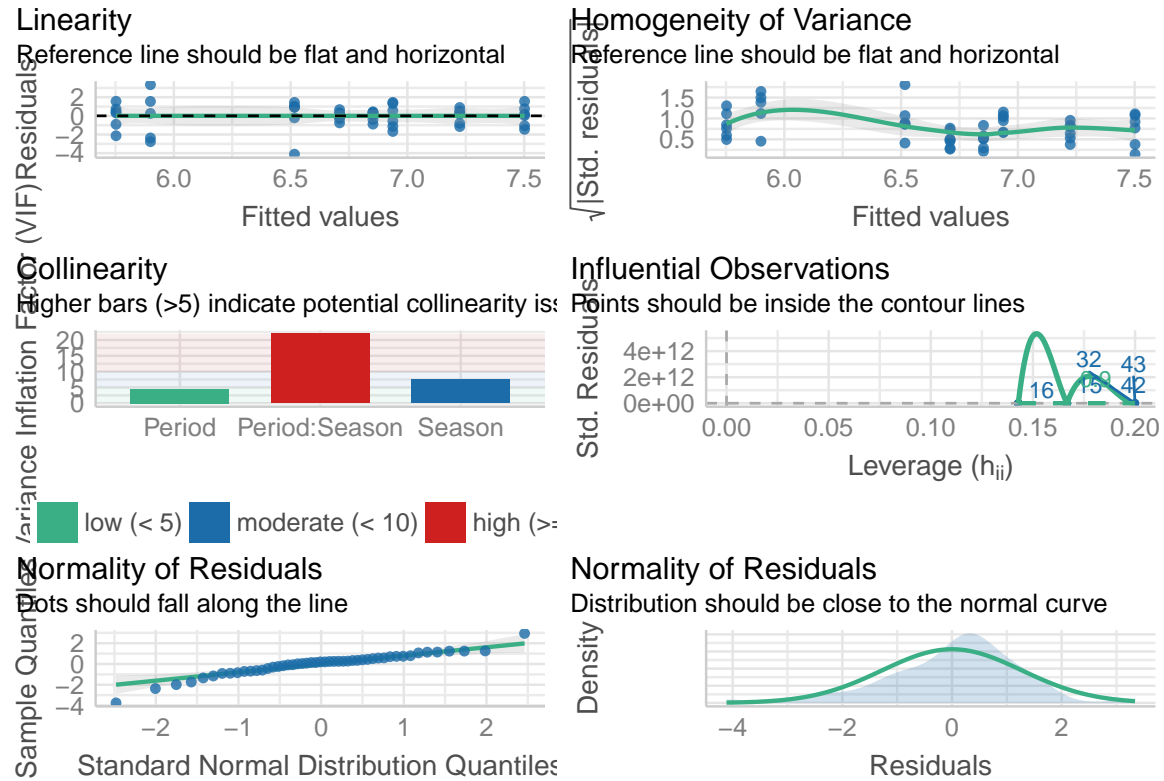 Linearity
Reference line should be flat and horizontal
Residuals
2
0
−2
−4
6.0 6.5 7.0 7.5
Fitted values
Homogeneity of Variance
Reference line should be flat and horizontal
√|Std. residuals|
1.5
1.0
0.5
6.0 6.5 7.0 7.5
Fitted values
Collinearity
Higher bars (>5) indicate potential collinearity iss
Variance Inflation Factor (VIF)
20
15
10
5
0
Period Period:Season Season
low (< 5) moderate (< 10) high (>=
Influential Observations
Points should be inside the contour lines
Std. Residuals
4e+12
2e+12
0e+00
16
32
15
43
42
0.00 0.05 0.10 0.15 0.20
Leverage (hii)
Normality of Residuals
Dots should fall along the line
Sample Quantiles
2
0
−2
−4
−2 −1 0 1 2
Standard Normal Distribution Quantiles
Normality of Residuals
Distribution should be close to the normal curve
Density
−4 −2 0 2
Residuals